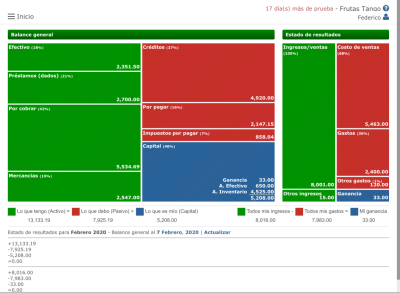 17 día(s) más de prueba - Frutas Tango
Inicio
Federico
Balance general
Estado de resultados
Efectivo (18%)
2,351.50
Préstamos (dados) (21%)
2,700.00
Por cobrar (42%)
5,534.69
Mercancías (19%)
2,547.00
Créditos (37%)
4,920.00
Por pagar (16%)
2,147.15
Impuestos por pagar (7%)
858.04
Capital (40%)
Ganancia 33.00
A. Efectivo 650.00
A. Inventario 4,525.00
5,208.00
Ingresos/ventas (100%)
8,001.00
Otros ingresos
15.00
Costo de ventas (68%)
5,463.00
Gastos (30%)
2,400.00
Otros gastos
120.00
Ganancia
33.00
Lo que tengo (Activo) = Lo que debo (Pasivo) + Lo que es mío (Capital)
13,133.19 7,925.19 5,208.00
Todos mis ingresos - Todos mis gastos = Mi ganancia
8,016.00 7,983.00 33.00
Estado de resultados para Febrero 2020 - Balance general al 7 Febrero, 2020 | Actualizar
+13,133.19
-7,925.19
-5,208.00
=0.00
+8,016.00
-7,983.00
-33.00
=0.00